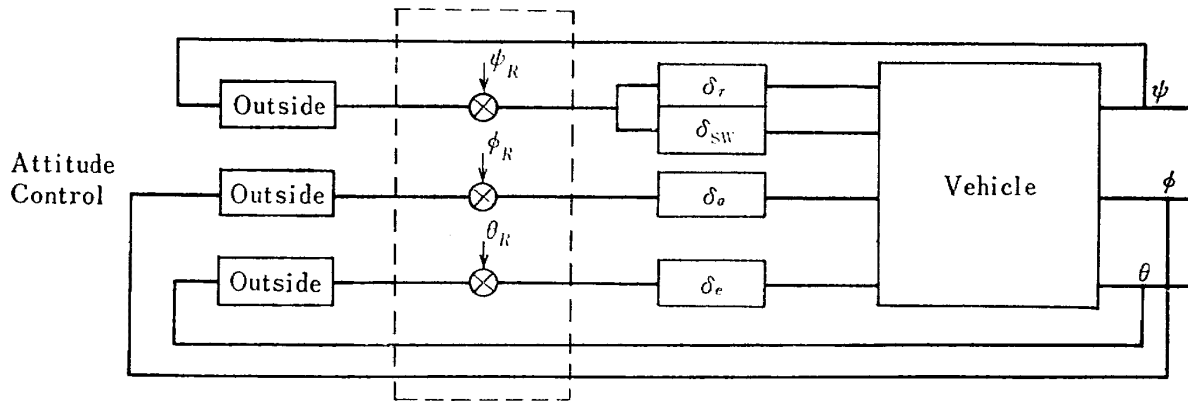 ψ_R
Outside
δ_r
ψ
δ_SW
Attitude
Control
φ_R
Outside
δ_a
Vehicle
φ
θ_R
Outside
δ_e
θ